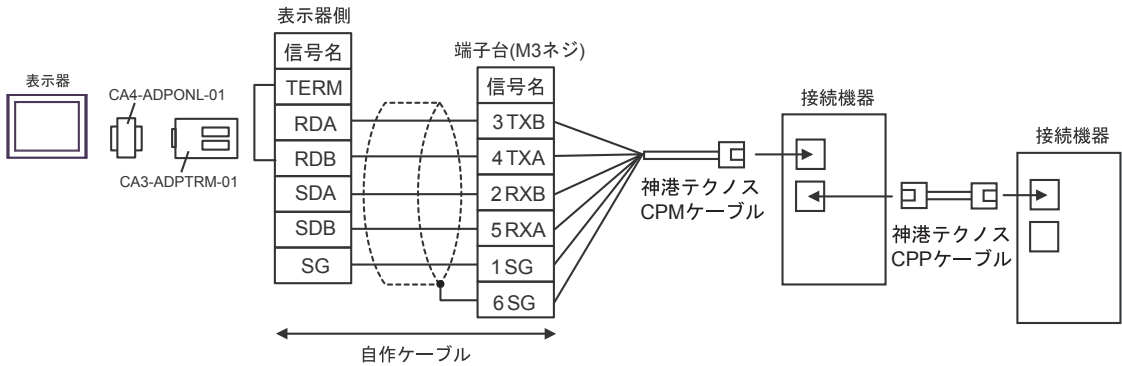 表示器
CA4-ADPONL-01
CA3-ADPTRM-01
表示器側
信号名
TERM
RDA
RDB
SDA
SDB
SG
端子台(M3ネジ)
信号名
3 TXB
4 TXA
2 RXB
5 RXA
1 SG
6 SG
自作ケーブル
神港テクノス
CPMケーブル
接続機器
神港テクノス
CPPケーブル
接続機器